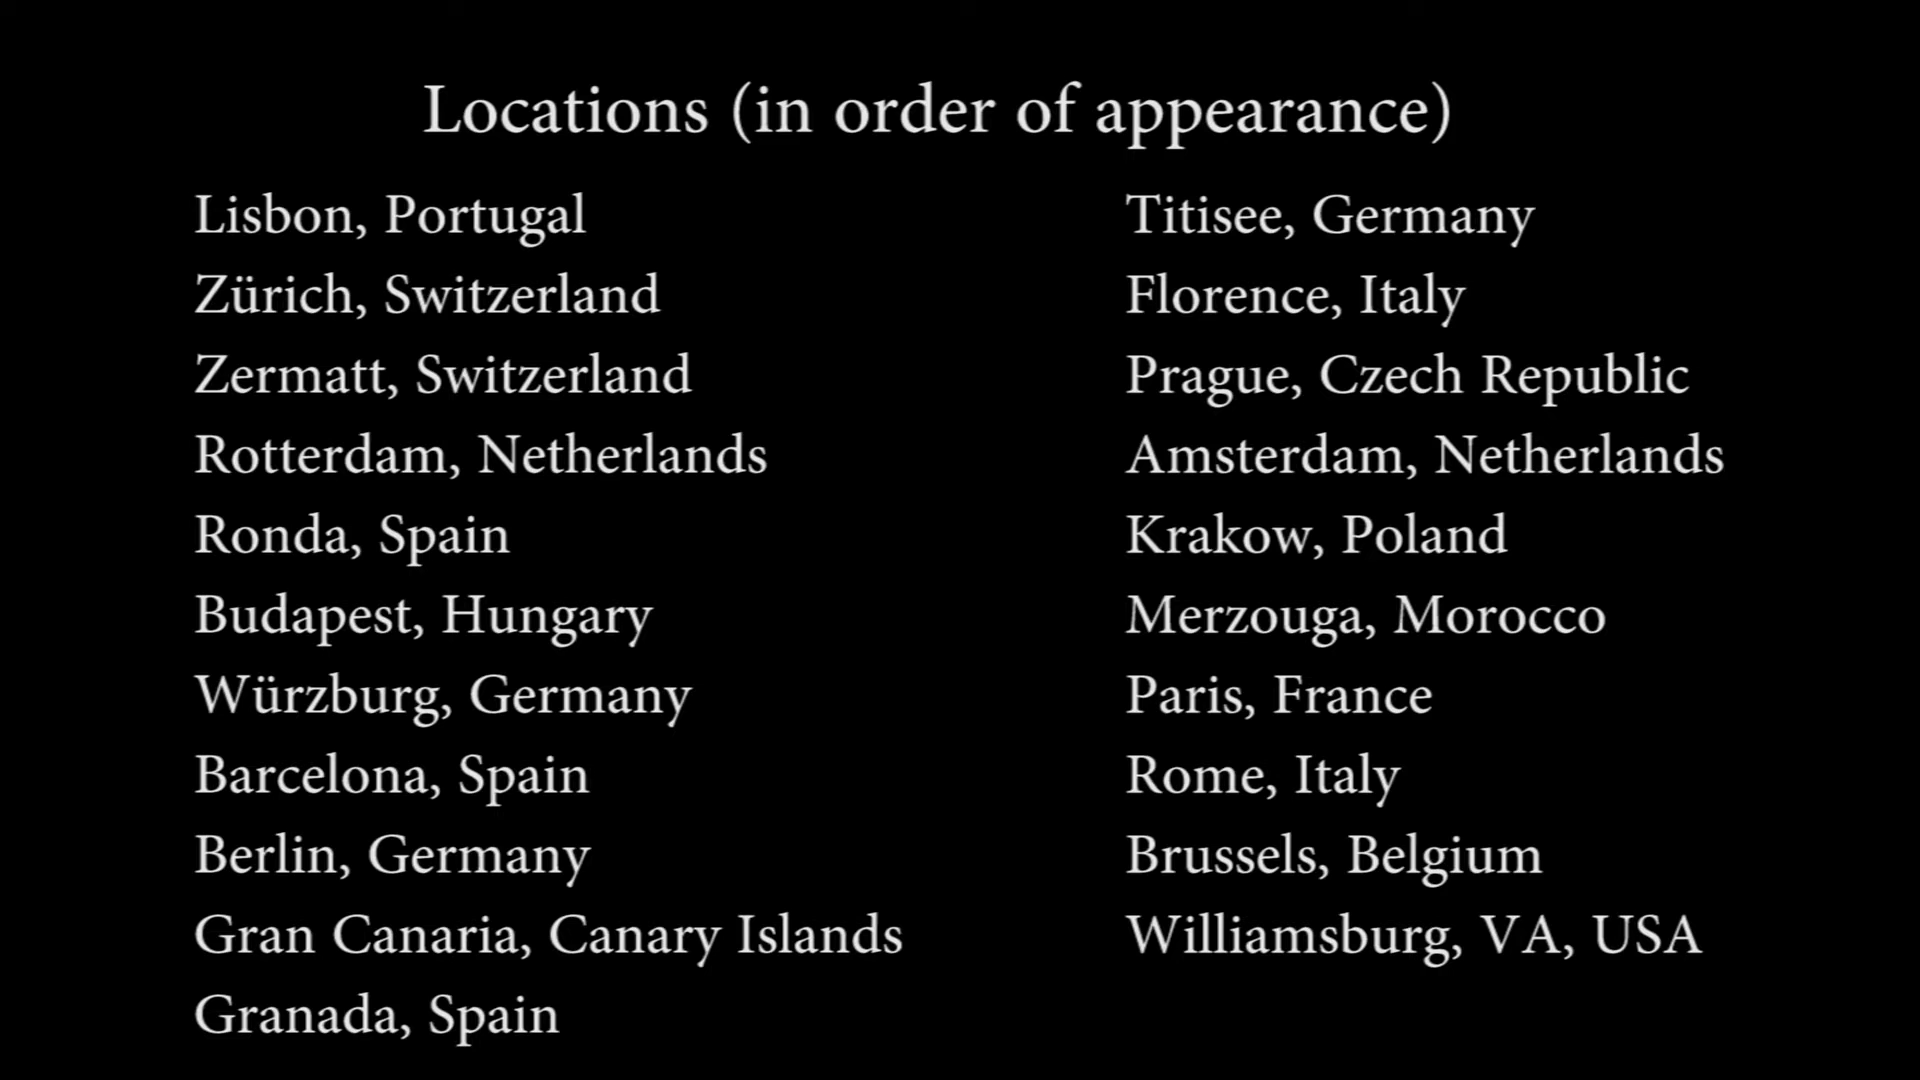 Locations (in order of appearance)
Lisbon, Portugal
Zürich, Switzerland
Zermatt, Switzerland
Rotterdam, Netherlands
Ronda, Spain
Budapest, Hungary
Würzburg, Germany
Barcelona, Spain
Berlin, Germany
Gran Canaria, Canary Islands
Granada, Spain
Titisee, Germany
Florence, Italy
Prague, Czech Republic
Amsterdam, Netherlands
Krakow, Poland
Merzouga, Morocco
Paris, France
Rome, Italy
Brussels, Belgium
Williamsburg, VA, USA